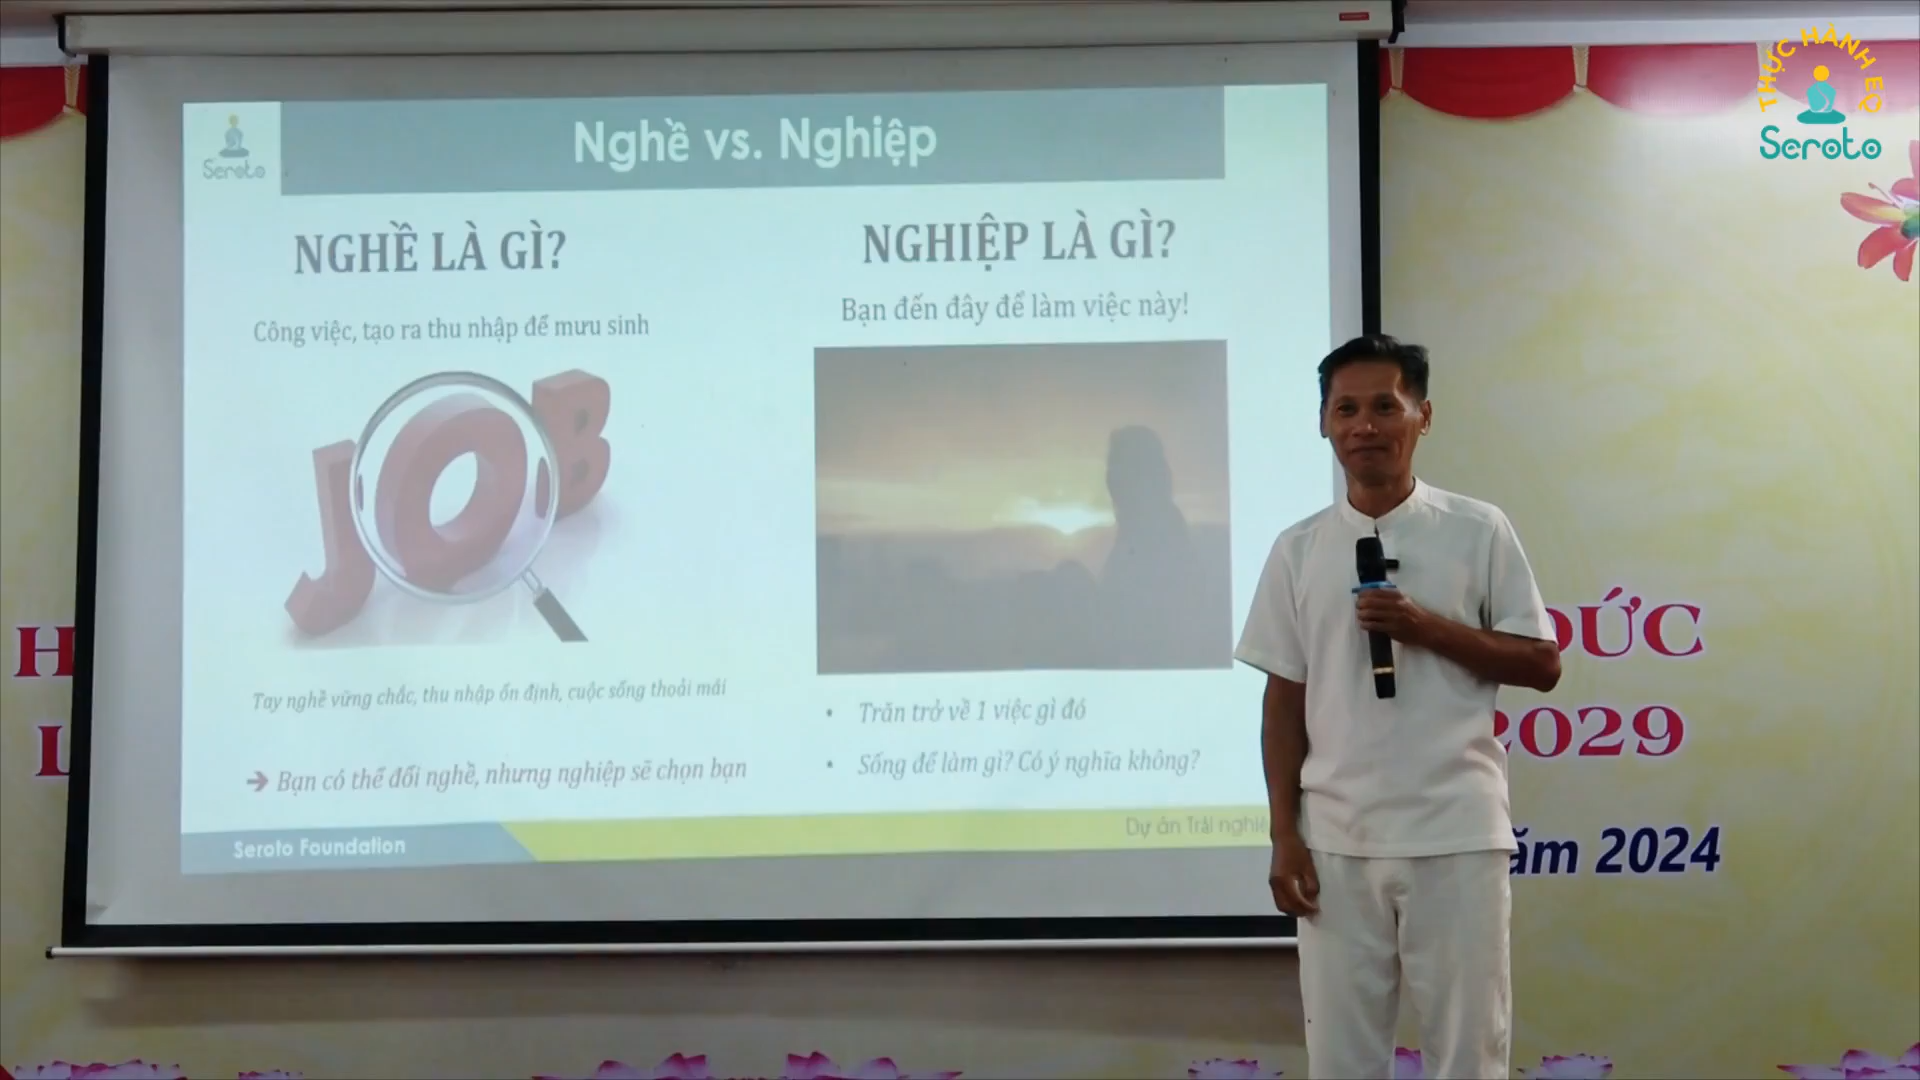 THỰC HÀNH EQ
Seroto
Seroto
Nghề vs. Nghiệp
NGHỀ LÀ GÌ?
Công việc, tạo ra thu nhập để mưu sinh
JOB
Tay nghề vững chắc, thu nhập ổn định, cuộc sống thoải mái
➔ Bạn có thể đổi nghề, nhưng nghiệp sẽ chọn bạn
NGHIỆP LÀ GÌ?
Bạn đến đây để làm việc này!
• Trăn trở về 1 việc gì đó
• Sống để làm gì? Có ý nghĩa không?
Seroto Foundation
Dự án Trải
H
L
ĐỨC
2029
2024